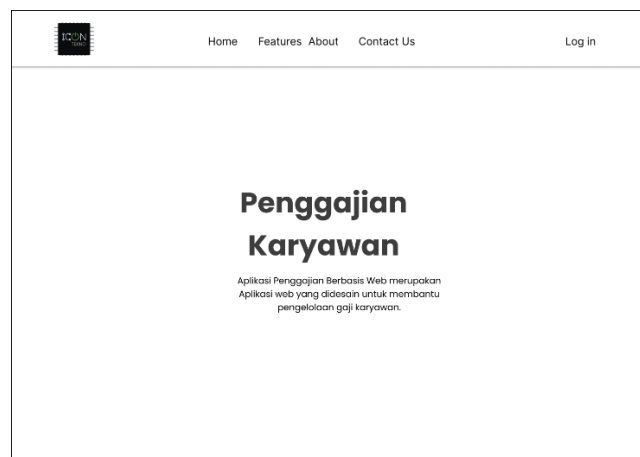 ICON
TEKNO
Home Features About Contact Us Log in
Penggajian
Karyawan
Aplikasi Penggajian Berbasis Web merupakan
Aplikasi web yang didesain untuk membantu
pengelolaan gaji karyawan.